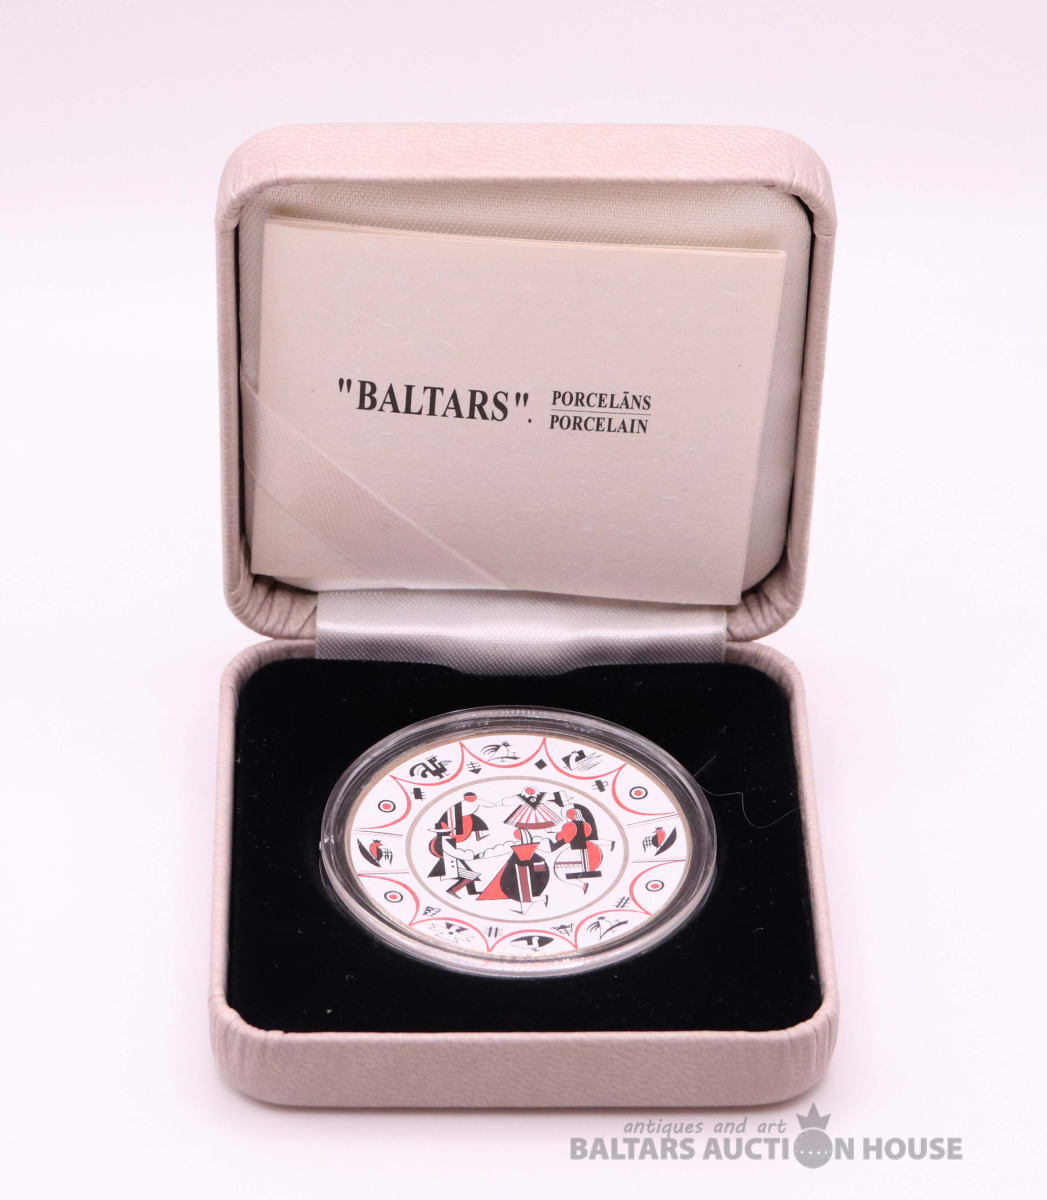 "BALTARS".
PORCELĀNS
PORCELAIN
antiques and art
BALTARS AUCTION HOUSE